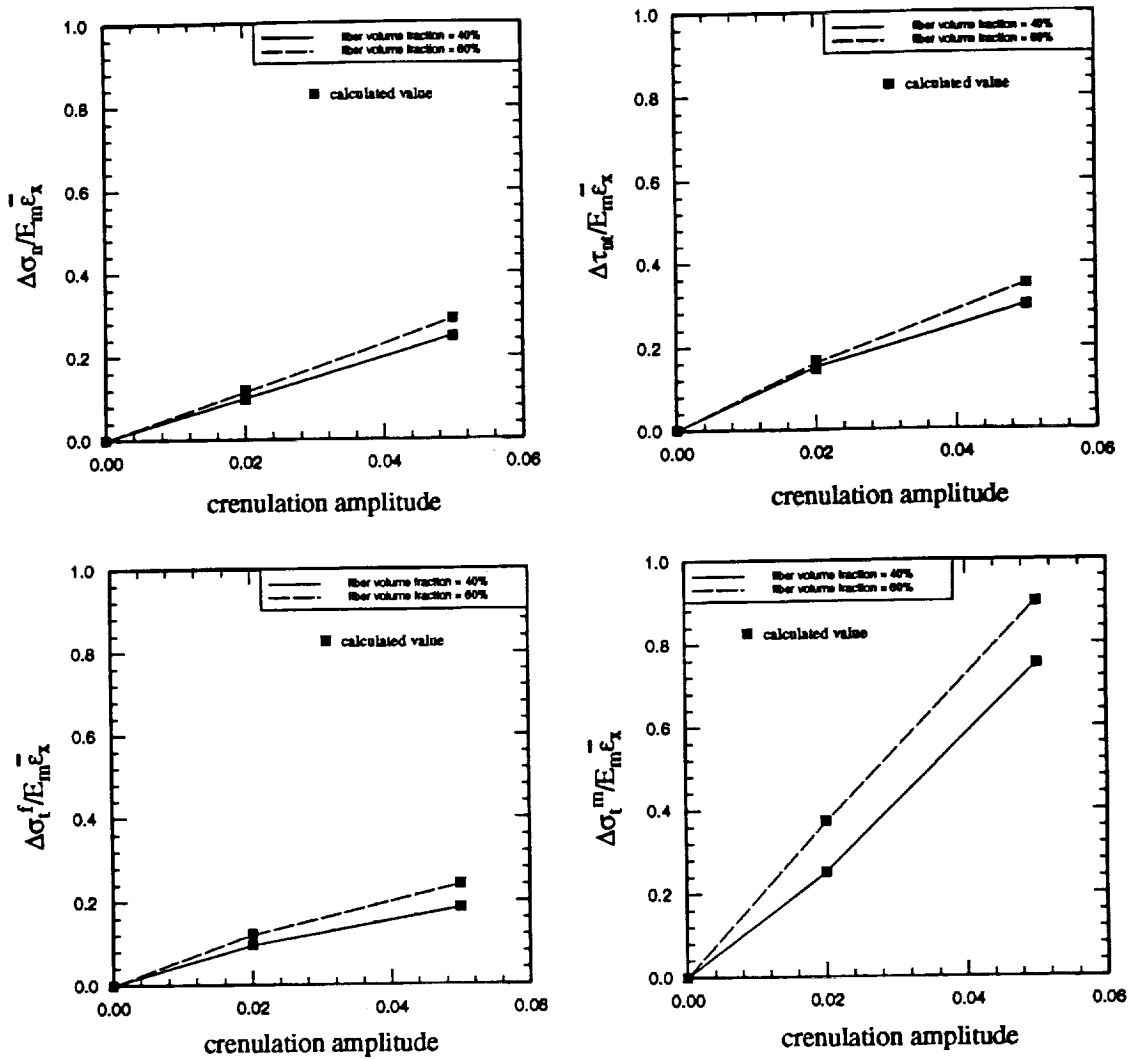 fiber volume fraction = 40%
fiber volume fraction = 60%
calculated value
1.0
0.8
0.6
0.4
0.2
0.0
0.00
0.02
0.04
0.06
Δσn/Emε̄x
crenulation amplitude
fiber volume fraction = 40%
fiber volume fraction = 60%
calculated value
1.0
0.8
0.6
0.4
0.2
0.0
0.00
0.02
0.04
0.06
Δτnt/Emε̄x
crenulation amplitude
fiber volume fraction = 40%
fiber volume fraction = 60%
calculated value
1.0
0.8
0.6
0.4
0.2
0.0
0.00
0.02
0.04
0.06
Δσt^f/Emε̄x
crenulation amplitude
fiber volume fraction = 40%
fiber volume fraction = 60%
calculated value
1.0
0.8
0.6
0.4
0.2
0.0
0.00
0.02
0.04
0.06
Δσt^m/Emε̄x
crenulation amplitude